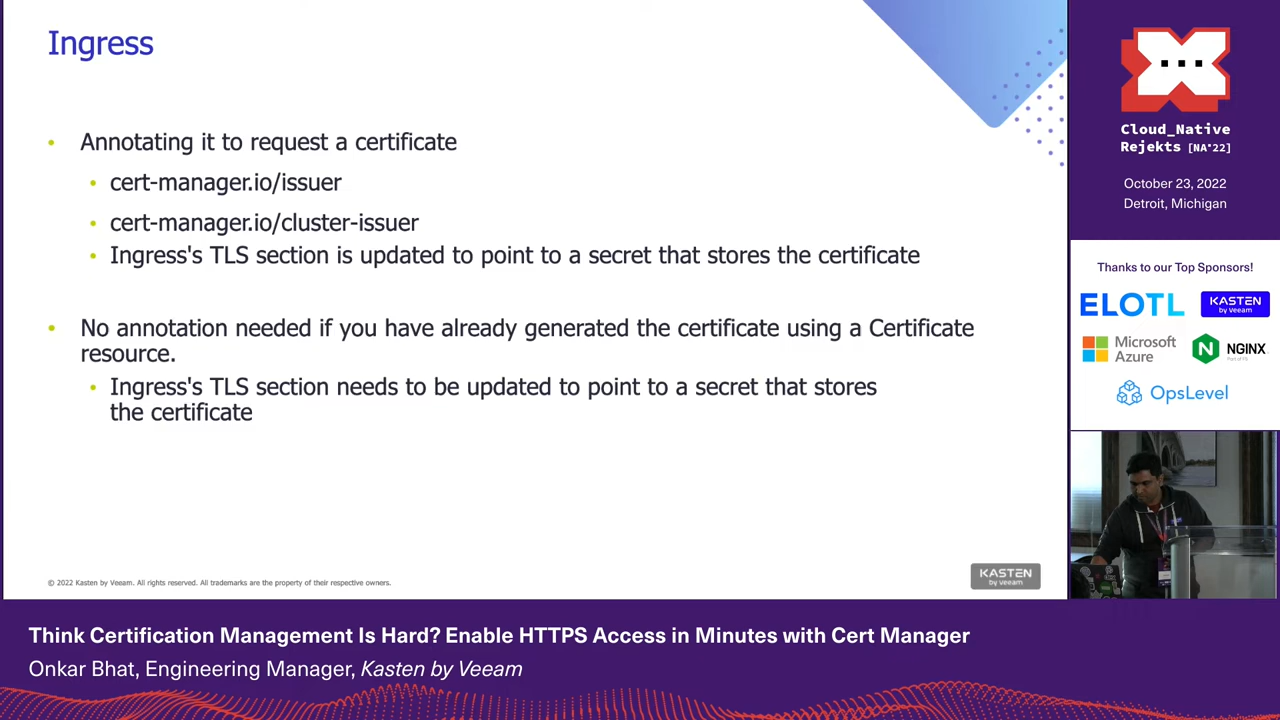 Ingress
• Annotating it to request a certificate
• cert-manager.io/issuer
• cert-manager.io/cluster-issuer
• Ingress's TLS section is updated to point to a secret that stores the certificate
• No annotation needed if you have already generated the certificate using a Certificate
resource.
• Ingress's TLS section needs to be updated to point to a secret that stores
the certificate
© 2022 Kasten by Veeam. All rights reserved. All trademarks are the property of their respective owners.
KASTEN
by Veeam
Cloud_Native
Rejekts [NA'22]
October 23, 2022
Detroit, Michigan
Thanks to our Top Sponsors!
ELOTL
KASTEN
by Veeam
Microsoft
Azure
N NGINX
Part of F5
OpsLevel
Think Certification Management Is Hard? Enable HTTPS Access in Minutes with Cert Manager
Onkar Bhat, Engineering Manager, Kasten by Veeam